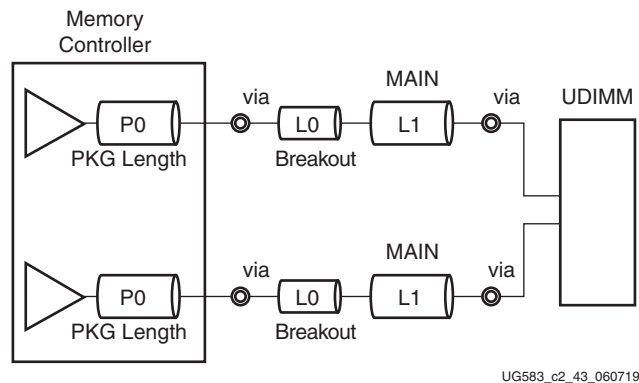 Memory
Controller
via
MAIN
via
UDIMM
P0
L0
L1
PKG Length
Breakout
MAIN
via
via
P0
L0
L1
PKG Length
Breakout
UG583_c2_43_060719